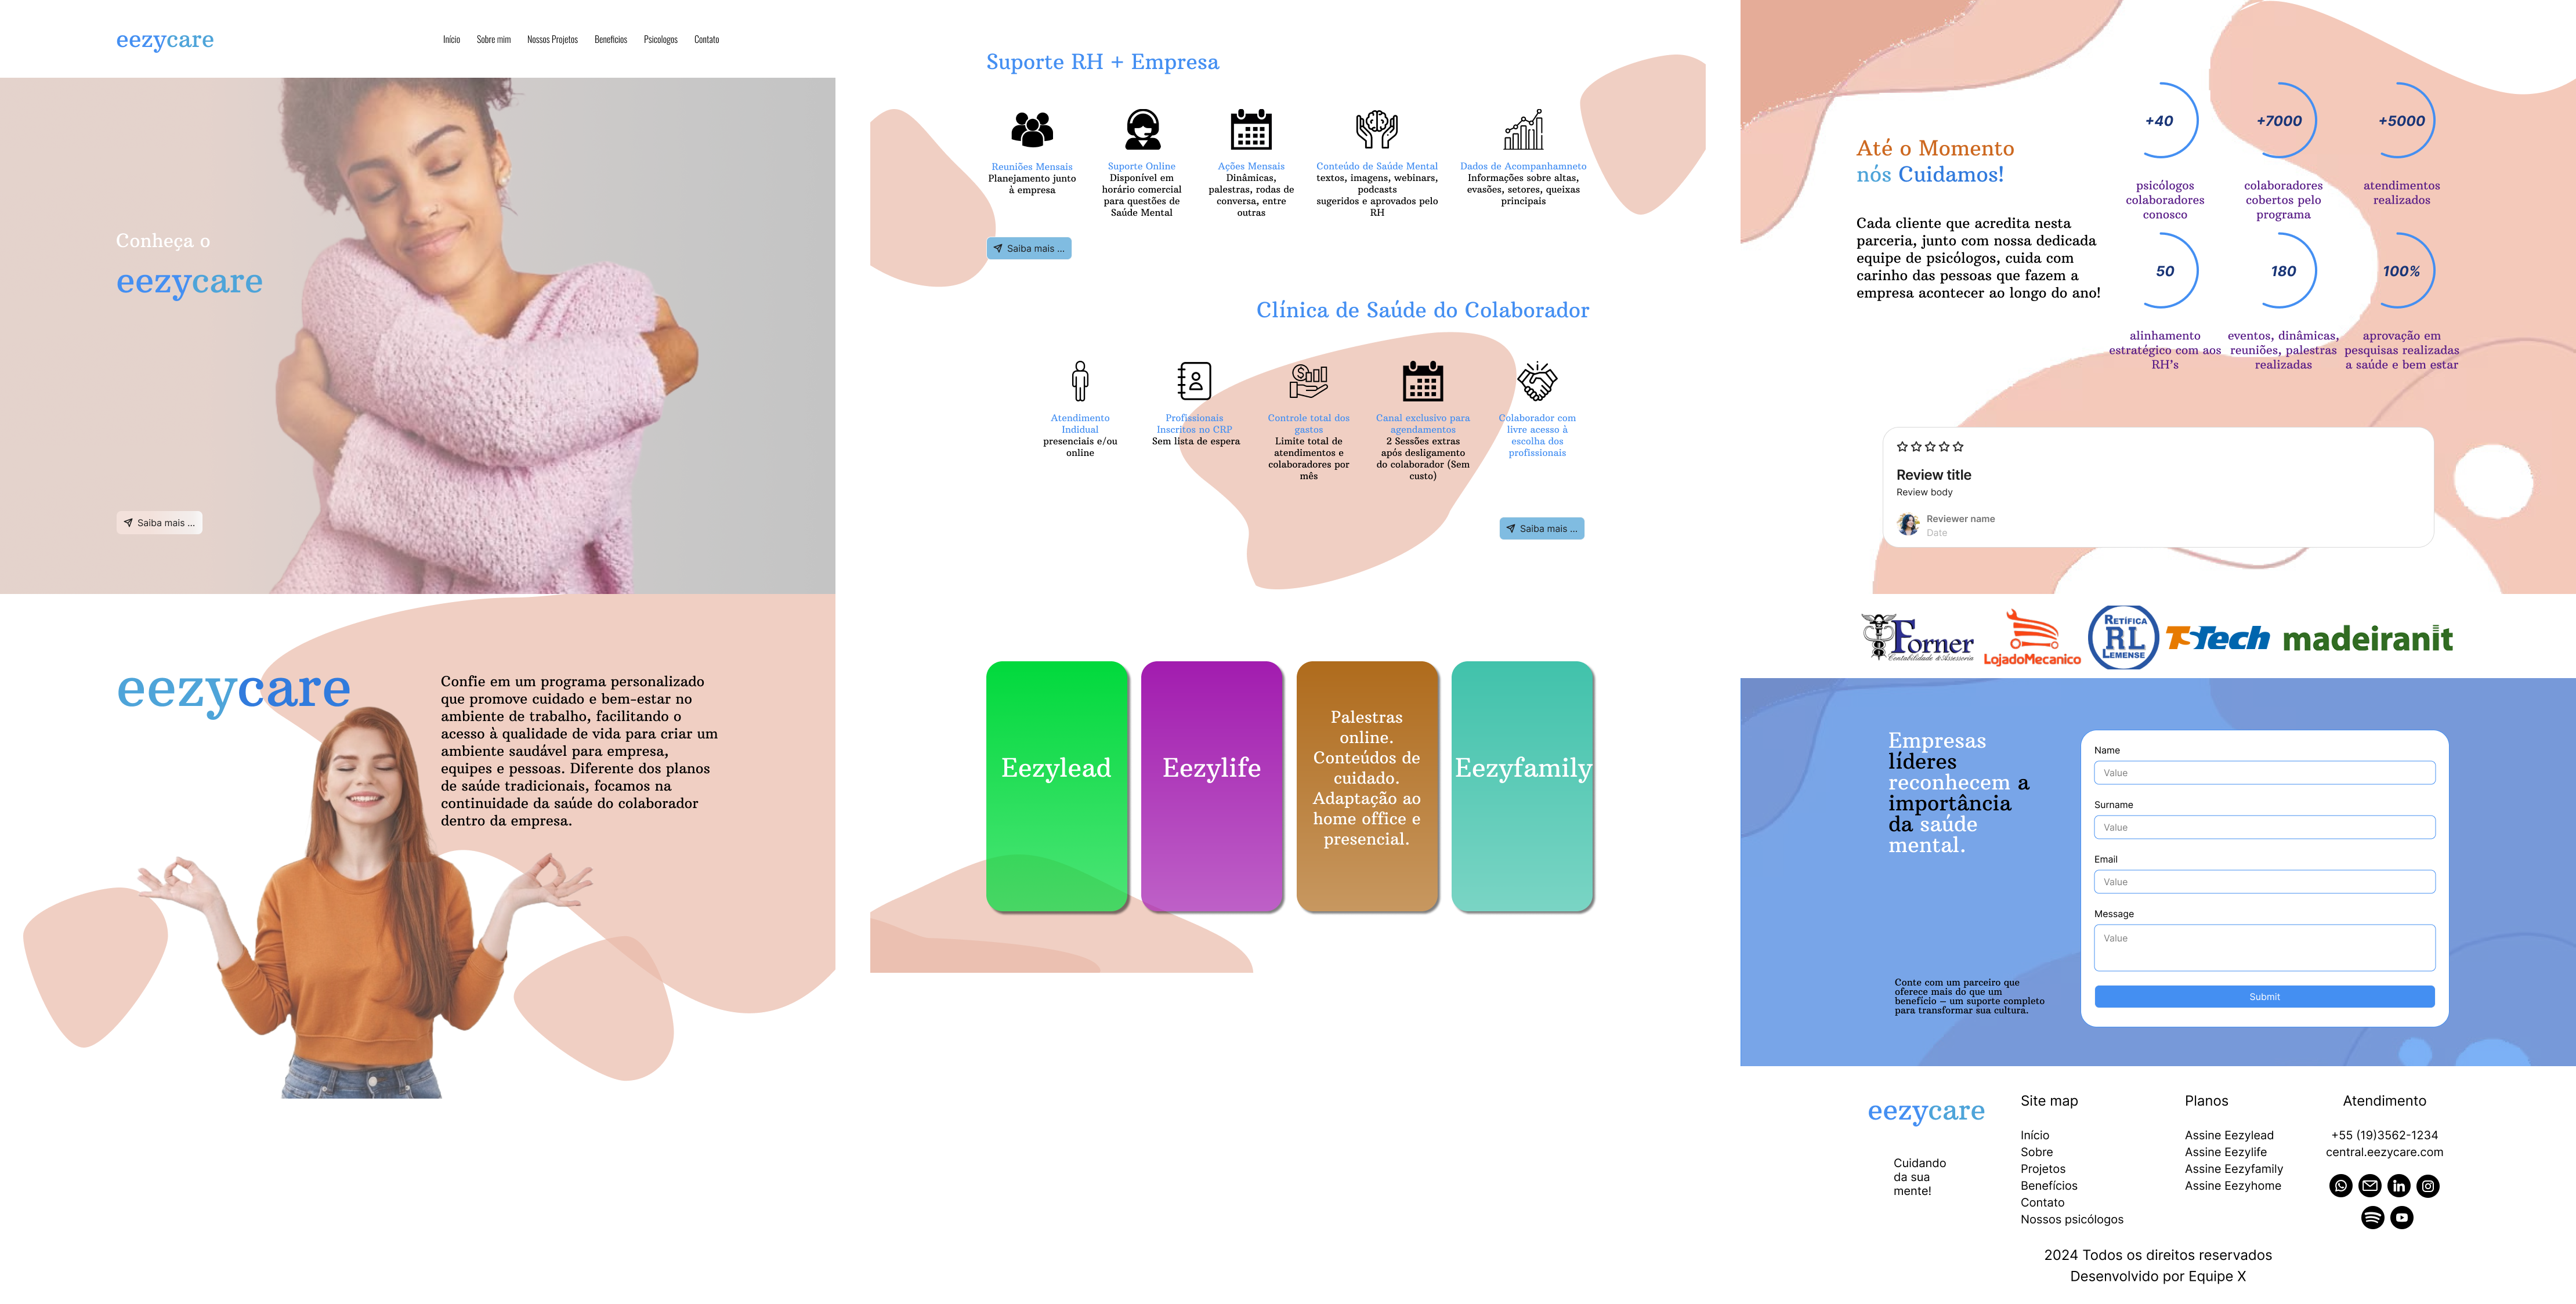 eezycare
Início Sobre mim Nossos Projetos Benefícios Psicologos Contato
Conheça o
eezycare
Saiba mais ...
eezycare
Confie em um programa personalizado
que promove cuidado e bem-estar no
ambiente de trabalho, facilitando o
acesso à qualidade de vida para criar um
ambiente saudável para empresa,
equipes e pessoas. Diferente dos planos
de saúde tradicionais, focamos na
continuidade da saúde do colaborador
dentro da empresa.
Suporte RH + Empresa
Reuniões Mensais
Planejamento junto
à empresa
Suporte Online
Disponível em
horário comercial
para questões de
Saúde Mental
Ações Mensais
Dinâmicas,
palestras, rodas de
conversa, entre
outras
Conteúdo de Saúde Mental
textos, imagens, webinars,
podcasts
sugeridos e aprovados pelo
RH
Dados de Acompanhamneto
Informações sobre altas,
evasões, setores, queixas
principais
Saiba mais ...
Clínica de Saúde do Colaborador
Atendimento
Indidual
presenciais e/ou
online
Profissionais
Inscritos no CRP
Sem lista de espera
Controle total dos
gastos
Limite total de
atendimentos e
colaboradores por
mês
Canal exclusivo para
agendamentos
2 Sessões extras
após desligamento
do colaborador (Sem
custo)
Colaborador com
livre acesso à
escolha dos
profissionais
Saiba mais ...
Eezylead
Eezylife
Palestras
online.
Conteúdos de
cuidado.
Adaptação ao
home office e
presencial.
Eezyfamily
Até o Momento
nós Cuidamos!
Cada cliente que acredita nesta
parceria, junto com nossa dedicada
equipe de psicólogos, cuida com
carinho das pessoas que fazem a
empresa acontecer ao longo do ano!
+40
psicólogos
colaboradores
conosco
+7000
colaboradores
cobertos pelo
programa
+5000
atendimentos
realizados
50
alinhamento
estratégico com aos
RH's
180
eventos, dinâmicas,
reuniões, palestras
realizadas
100%
aprovação em
pesquisas realizadas
a saúde e bem estar
Review title
Review body
Reviewer name
Date
Forner
Contabilidade & Assessoria
LojadoMecanico
RETÍFICA
RL
LEMENSE
TSTech
madeiranit
Empresas
líderes
reconhecem a
importância
da saúde
mental.
Conte com um parceiro que
oferece mais do que um
benefício – um suporte completo
para transformar sua cultura.
Name
Value
Surname
Value
Email
Value
Message
Value
Submit
eezycare
Cuidando
da sua
mente!
Site map
Início
Sobre
Projetos
Benefícios
Contato
Nossos psicólogos
Planos
Assine Eezylead
Assine Eezylife
Assine Eezyfamily
Assine Eezyhome
Atendimento
+55 (19)3562-1234
central.eezycare.com
in
2024 Todos os direitos reservados
Desenvolvido por Equipe X